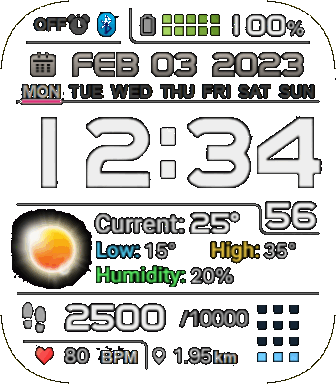 OFF 100%
FEB 03 2023
MON TUE WED THU FRI SAT SUN
12:34
56
Current: 25°
Low: 15° High: 35°
Humidity: 20%
2500 /10000
80 BPM 1.95km